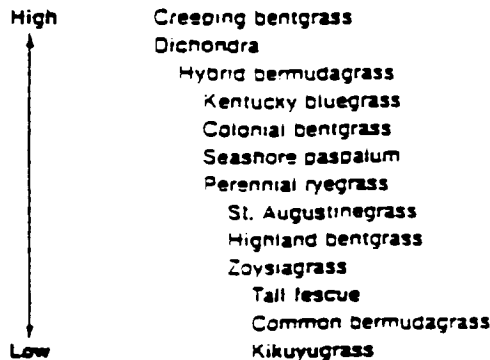 High Creeping bentgrass
Dichondra
Hybrid bermudagrass
Kentucky bluegrass
Colonial bentgrass
Seashore paspalum
Perennial ryegrass
St. Augustinegrass
Highland bentgrass
Zoysiagrass
Tall fescue
Common bermudagrass
Low Kikuyugrass